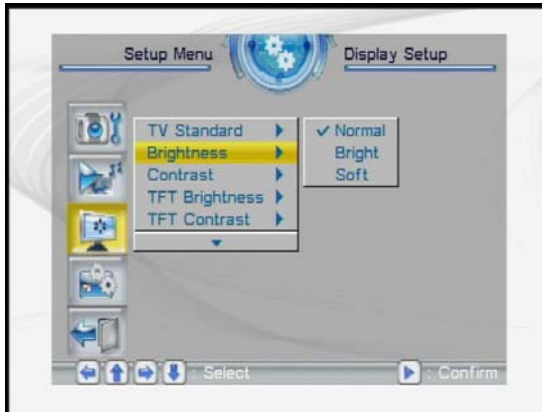 Setup Menu
Display Setup
TV Standard
Brightness
Contrast
TFT Brightness
TFT Contrast
Normal
Bright
Soft
: Select
: Confirm